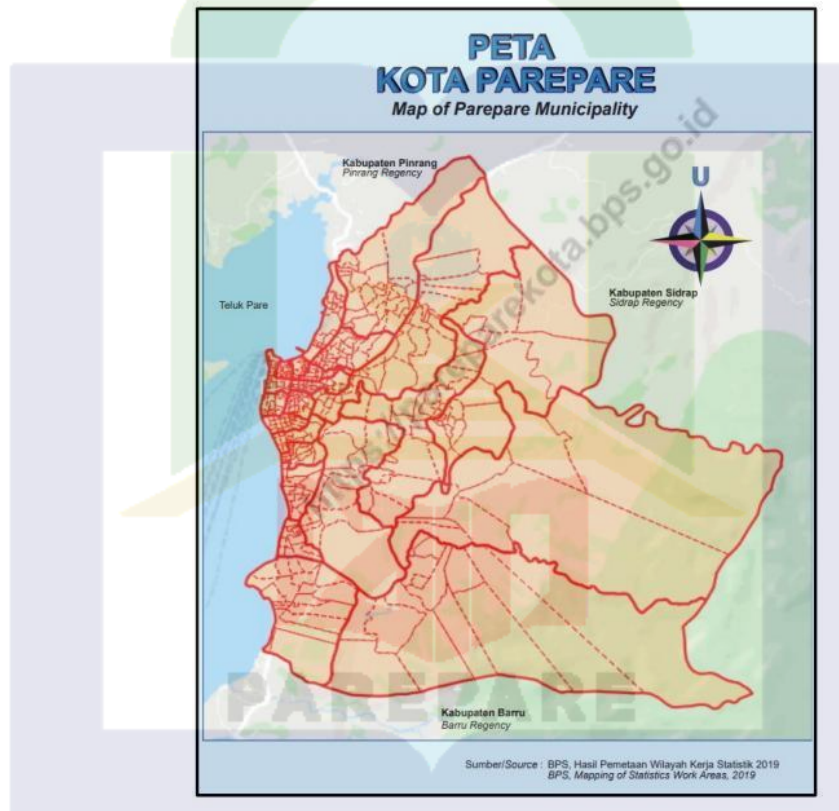 PETA
KOTA PAREPARE
Map of Parepare Municipality
Kabupaten Pinrang
Pinrang Regency
U
https://pareparekota.bps.go.id
Kabupaten Sidrap
Sidrap Regency
Teluk Pare
PAREPARE
Kabupaten Barru
Barru Regency
Sumber/Source : BPS, Hasil Pemetaan Wilayah Kerja Statistik 2019
BPS, Mapping of Statistics Work Areas, 2019